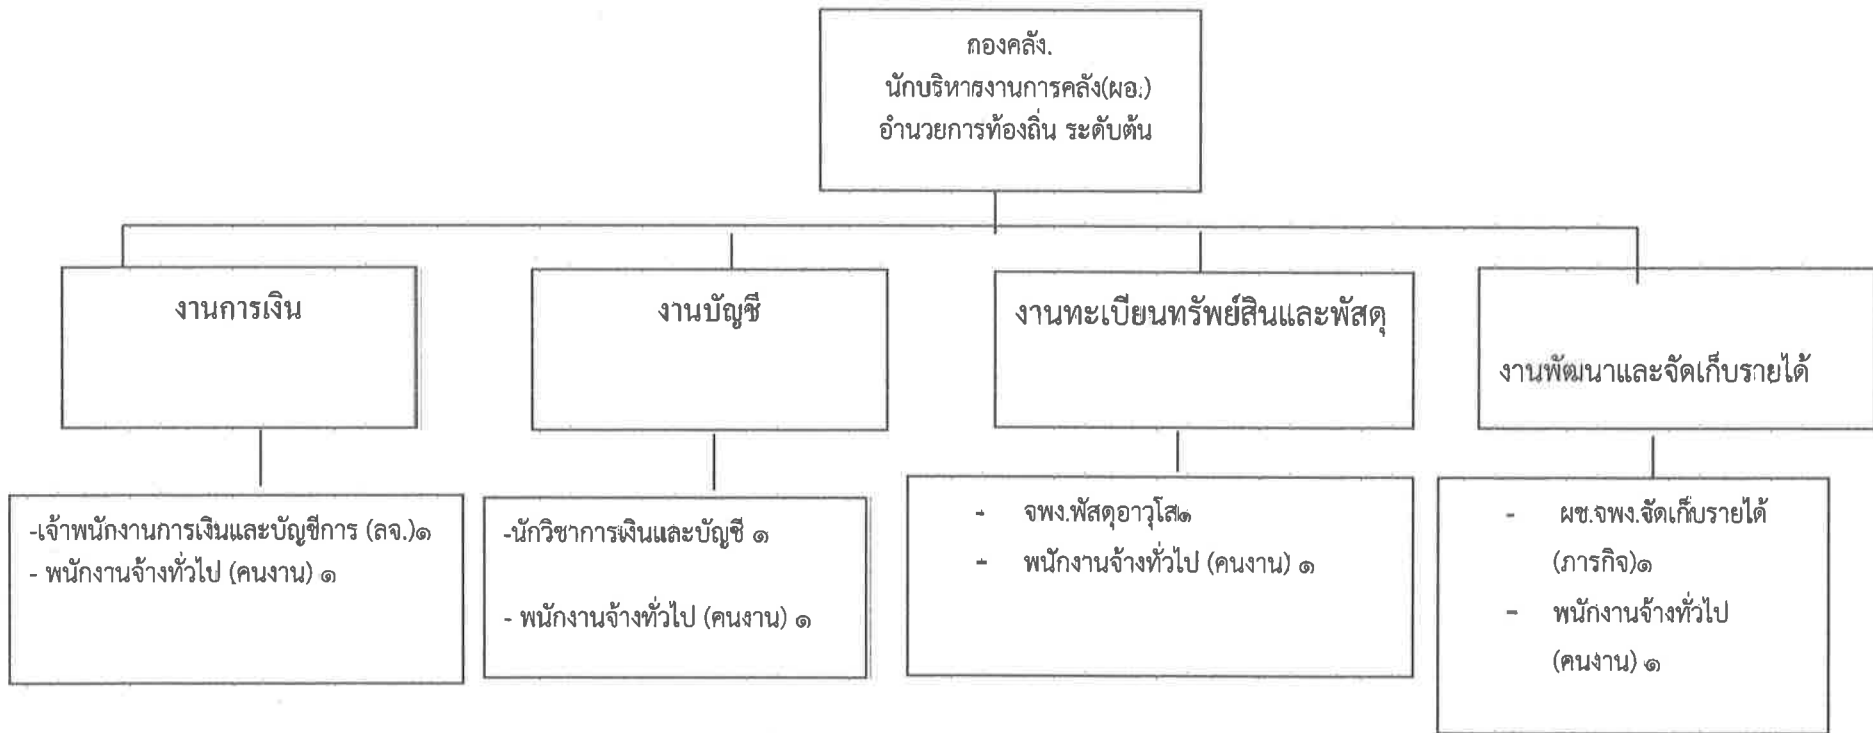 กองคลัง.
นักบริหารงานการคลัง(ผอ.)
อำนวยการท้องถิ่น ระดับต้น
งานการเงิน
งานบัญชี
งานทะเบียนทรัพย์สินและพัสดุ
งานพัฒนาและจัดเก็บรายได้
-เจ้าพนักงานการเงินและบัญชีการ (ลจ.)๑
- พนักงานจ้างทั่วไป (คนงาน) ๑
-นักวิชาการเงินและบัญชี ๑
- พนักงานจ้างทั่วไป (คนงาน) ๑
- จพง.พัสดุอาวุโส๑
- พนักงานจ้างทั่วไป (คนงาน) ๑
- ผช.จพง.จัดเก็บรายได้
(ภารกิจ)๑
- พนักงานจ้างทั่วไป
(คนงาน) ๑